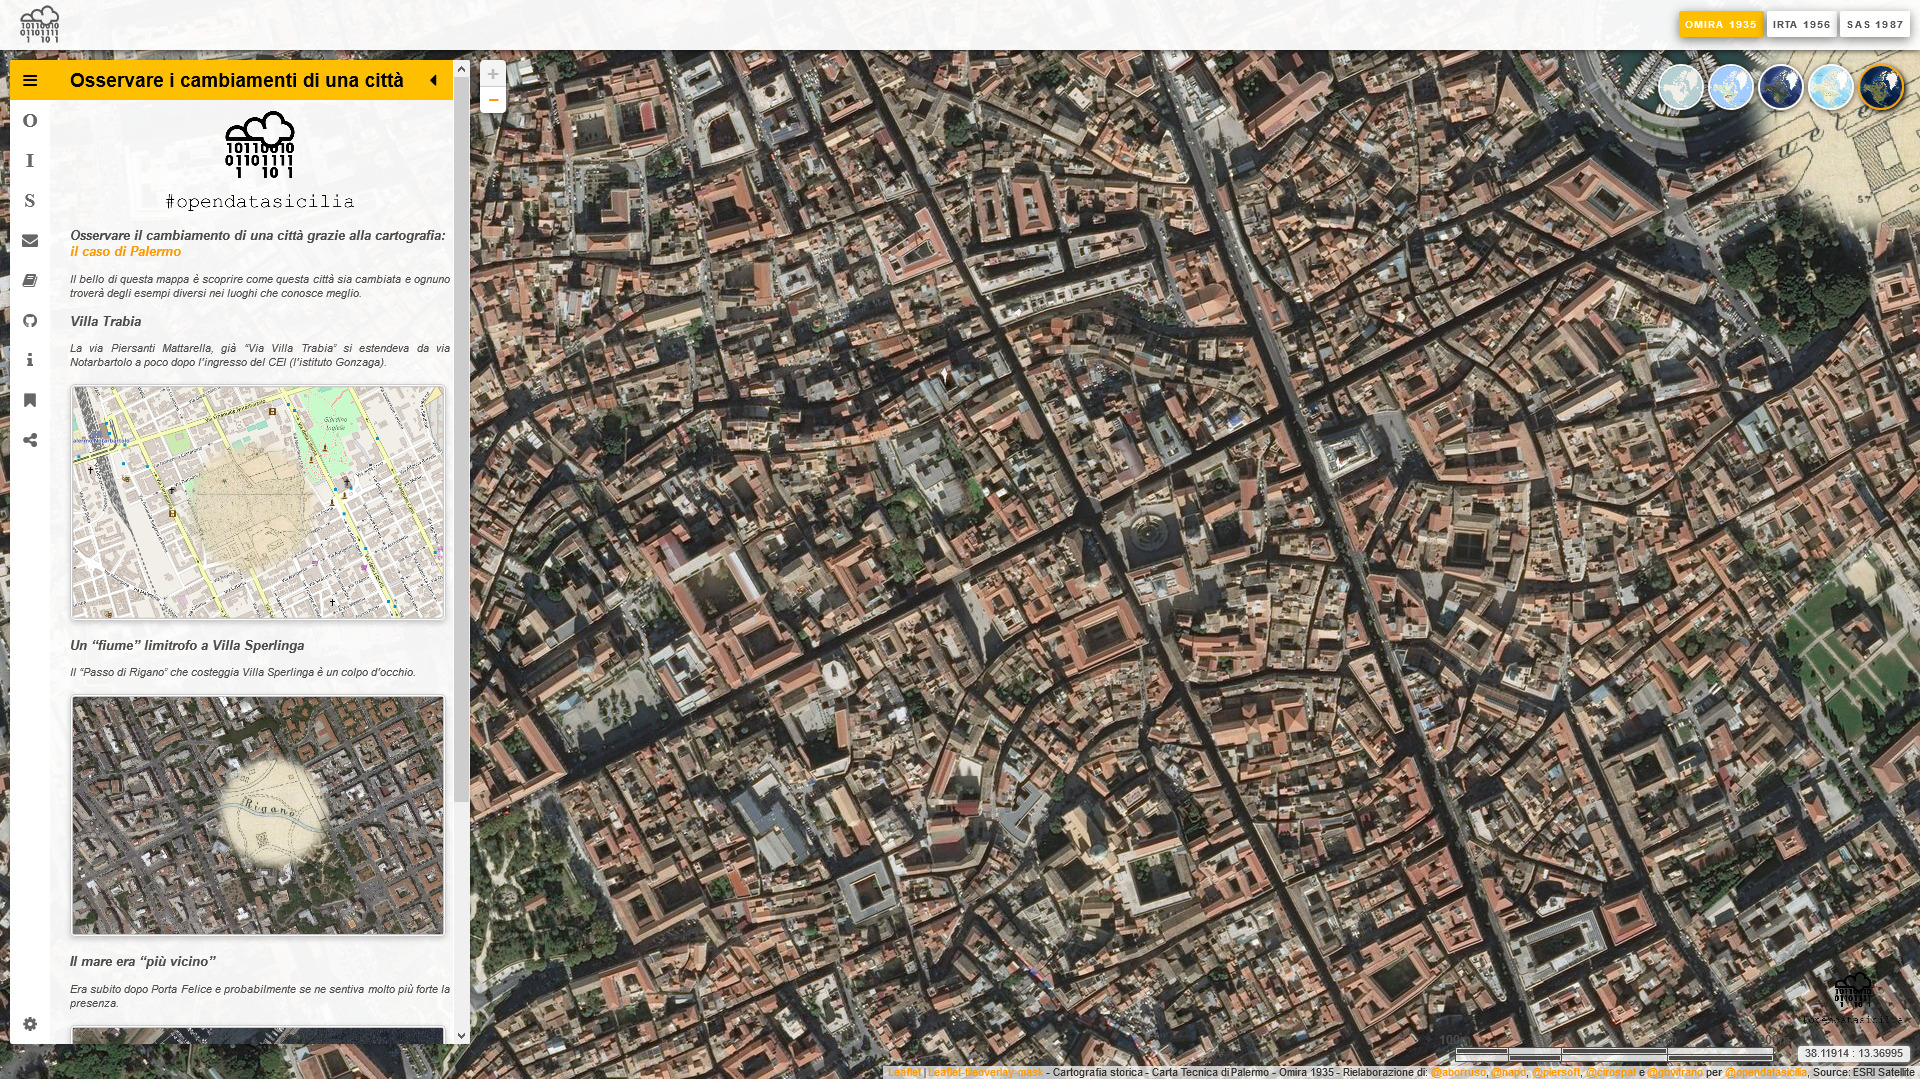 OMIRA 1935
IRTA 1956
SAS 1987
Osservare i cambiamenti di una città
O
I
S
10110010
01101111
1 10 1
#opendatasicilia
Osservare il cambiamento di una città grazie alla cartografia:
il caso di Palermo
Il bello di questa mappa è scoprire come questa città sia cambiata e ognuno
troverà degli esempi diversi nei luoghi che conosce meglio.
Villa Trabia
La via Piersanti Mattarella, già “Via Villa Trabia” si estendeva da via
Notarbartolo a poco dopo l'ingresso del CEI (l'istituto Gonzaga).
Giardino
Inglese
Un “fiume” limitrofo a Villa Sperlinga
Il “Passo di Rigano” che costeggia Villa Sperlinga è un colpo d'occhio.
Rigano
Il mare era “più vicino”
Era subito dopo Porta Felice e probabilmente se ne sentiva molto più forte la
presenza.
57
38.11914 : 13.36995
Leaflet | Leaflet-tileoverlay-mask - Cartografia storica - Carta Tecnica di Palermo - Omira 1935 - Rielaborazione di: @aborruso, @napo, @piersoft, @cirospat e @gbvitrano per @opendatasicilia, Source: ESRI Satellite